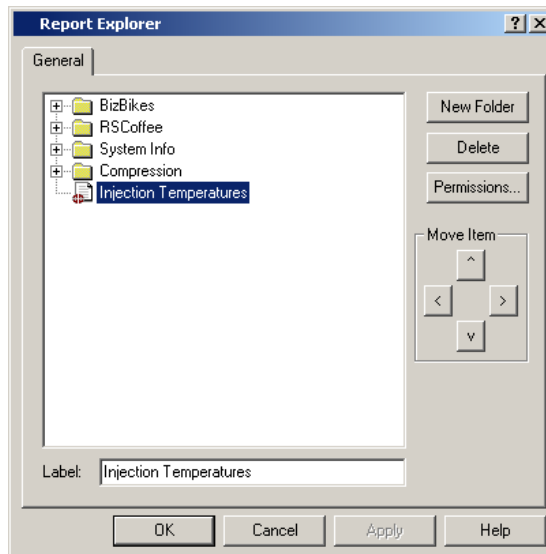 Report Explorer
General
BizBikes
RSCoffee
System Info
Compression
Injection Temperatures
New Folder
Delete
Permissions...
Move Item
^
<
>
v
Label: Injection Temperatures
OK Cancel Apply Help